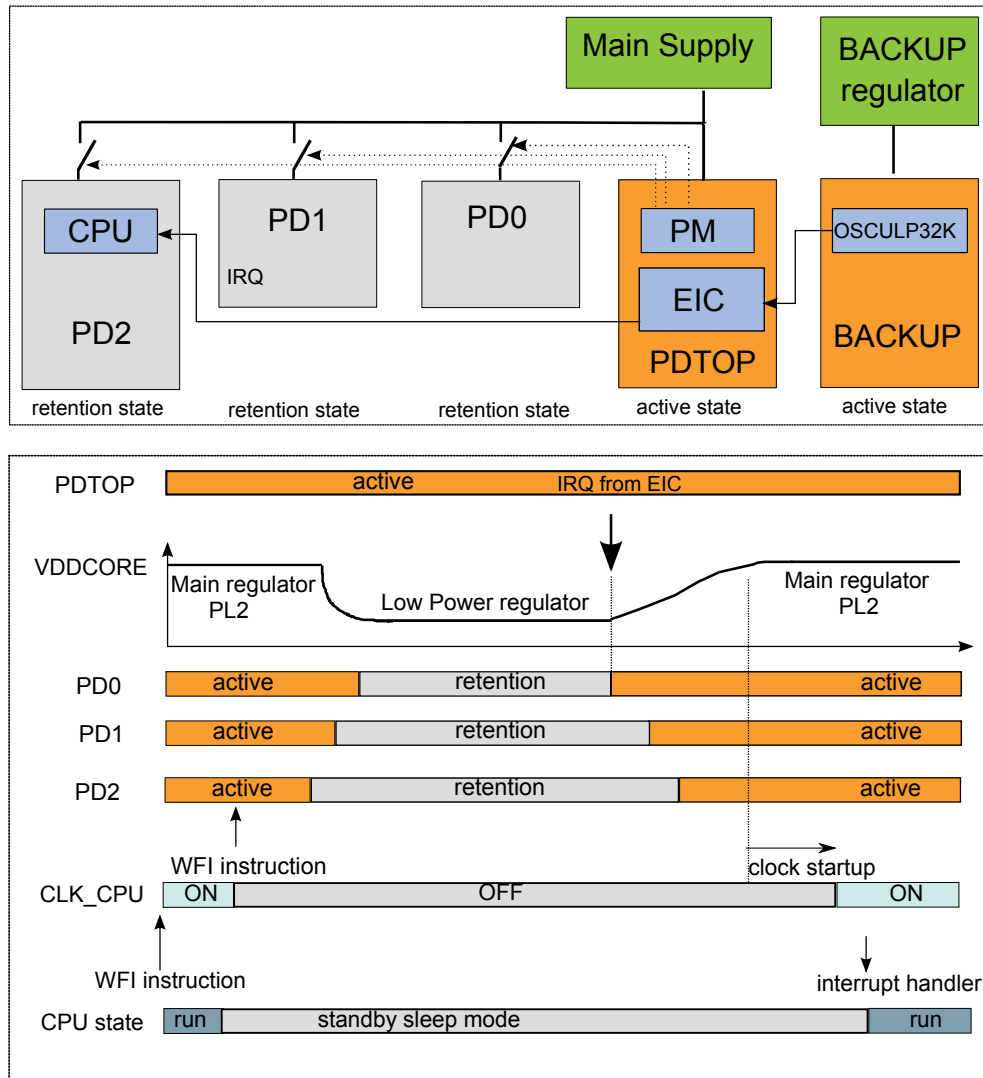 Main Supply
BACKUP
regulator
CPU
PD2
PD1
IRQ
PD0
PM
EIC
PDTOP
OSCULP32K
BACKUP
retention state
retention state
retention state
active state
active state
PDTOP
active
IRQ from EIC
VDDCORE
Main regulator
PL2
Low Power regulator
Main regulator
PL2
PD0
active
retention
active
PD1
active
retention
active
PD2
active
retention
active
WFI instruction
clock startup
CLK_CPU
ON
OFF
ON
WFI instruction
interrupt handler
CPU state
run
standby sleep mode
run